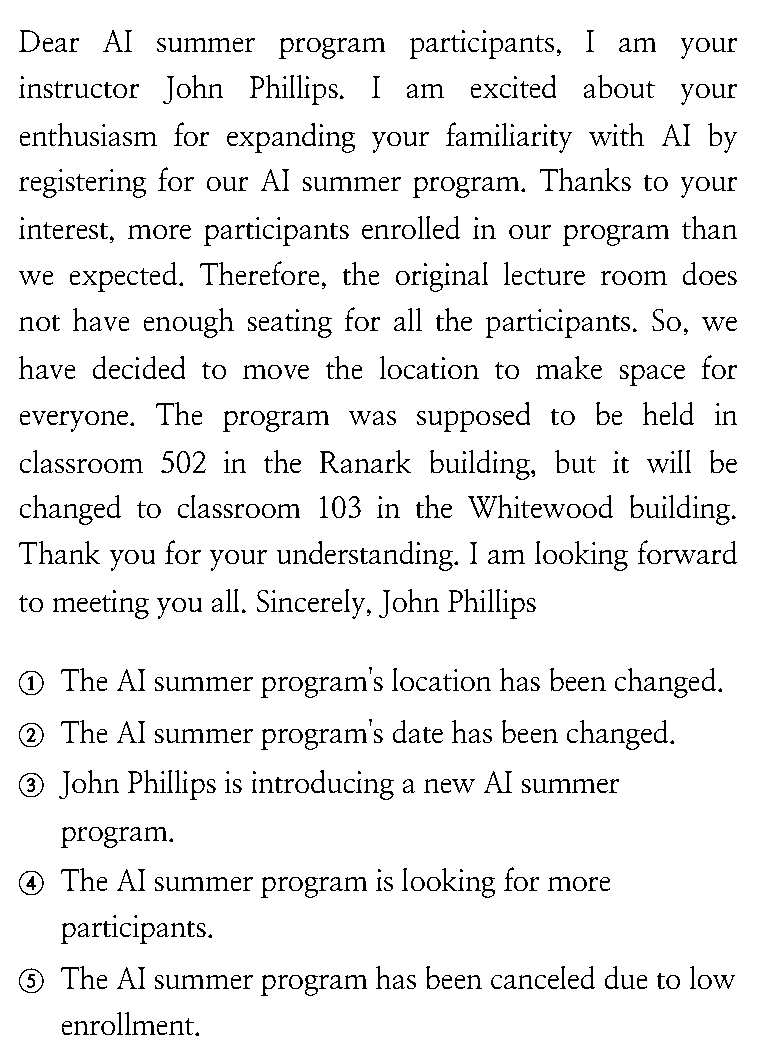 Dear AI summer program participants, I am your
instructor John Phillips. I am excited about your
enthusiasm for expanding your familiarity with AI by
registering for our AI summer program. Thanks to your
interest, more participants enrolled in our program than
we expected. Therefore, the original lecture room does
not have enough seating for all the participants. So, we
have decided to move the location to make space for
everyone. The program was supposed to be held in
classroom 502 in the Ranark building, but it will be
changed to classroom 103 in the Whitewood building.
Thank you for your understanding. I am looking forward
to meeting you all. Sincerely, John Phillips
① The AI summer program's location has been changed.
② The AI summer program's date has been changed.
③ John Phillips is introducing a new AI summer
program.
④ The AI summer program is looking for more
participants.
⑤ The AI summer program has been canceled due to low
enrollment.